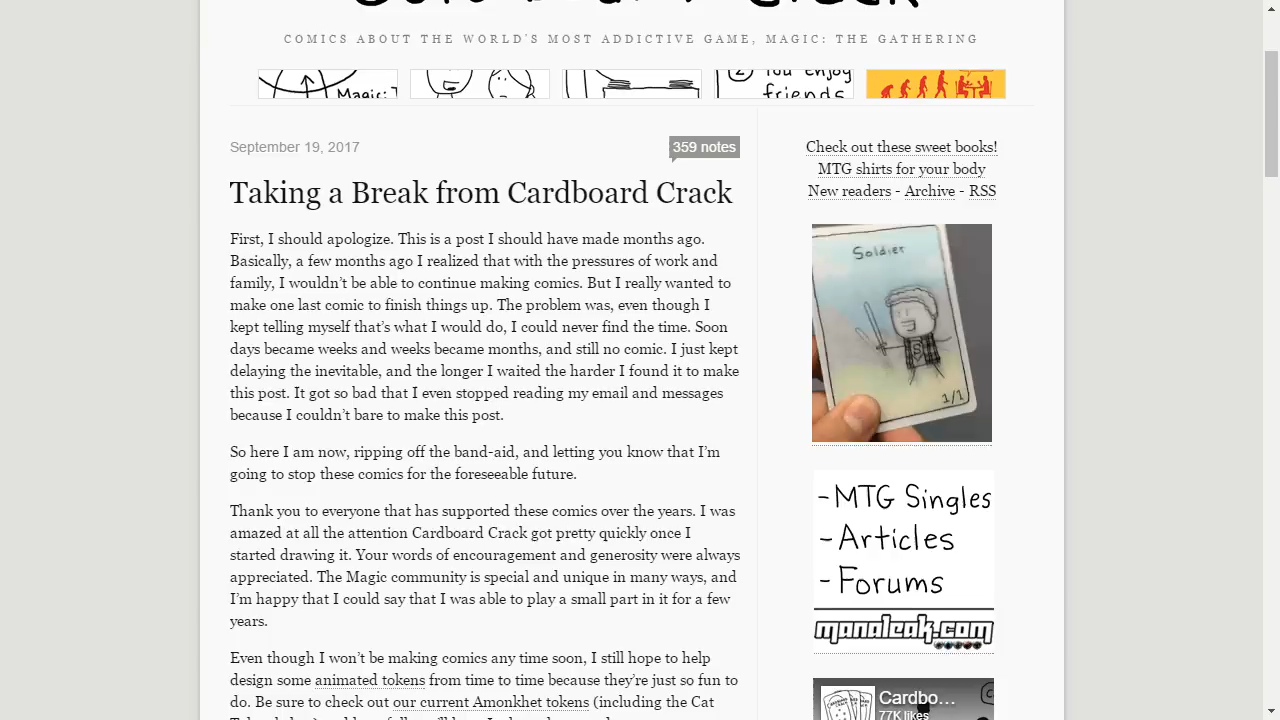 COMICS ABOUT THE WORLD'S MOST ADDICTIVE GAME, MAGIC: THE GATHERING
Magic:
You enjoy
friends
September 19, 2017
359 notes
Taking a Break from Cardboard Crack
First, I should apologize. This is a post I should have made months ago.
Basically, a few months ago I realized that with the pressures of work and
family, I wouldn’t be able to continue making comics. But I really wanted to
make one last comic to finish things up. The problem was, even though I
kept telling myself that’s what I would do, I could never find the time. Soon
days became weeks and weeks became months, and still no comic. I just kept
delaying the inevitable, and the longer I waited the harder I found it to make
this post. It got so bad that I even stopped reading my email and messages
because I couldn’t bare to make this post.
So here I am now, ripping off the band-aid, and letting you know that I’m
going to stop these comics for the foreseeable future.
Thank you to everyone that has supported these comics over the years. I was
amazed at all the attention Cardboard Crack got pretty quickly once I
started drawing it. Your words of encouragement and generosity were always
appreciated. The Magic community is special and unique in many ways, and
I’m happy that I could say that I was able to play a small part in it for a few
years.
Even though I won’t be making comics any time soon, I still hope to help
design some animated tokens from time to time because they’re just so fun to
do. Be sure to check out our current Amonkhet tokens (including the Cat
Check out these sweet books!
MTG shirts for your body
New readers - Archive - RSS
Soldier
S
1/1
-MTG Singles
-Articles
-Forums
manaleak.com
Cardbo...
77K likes